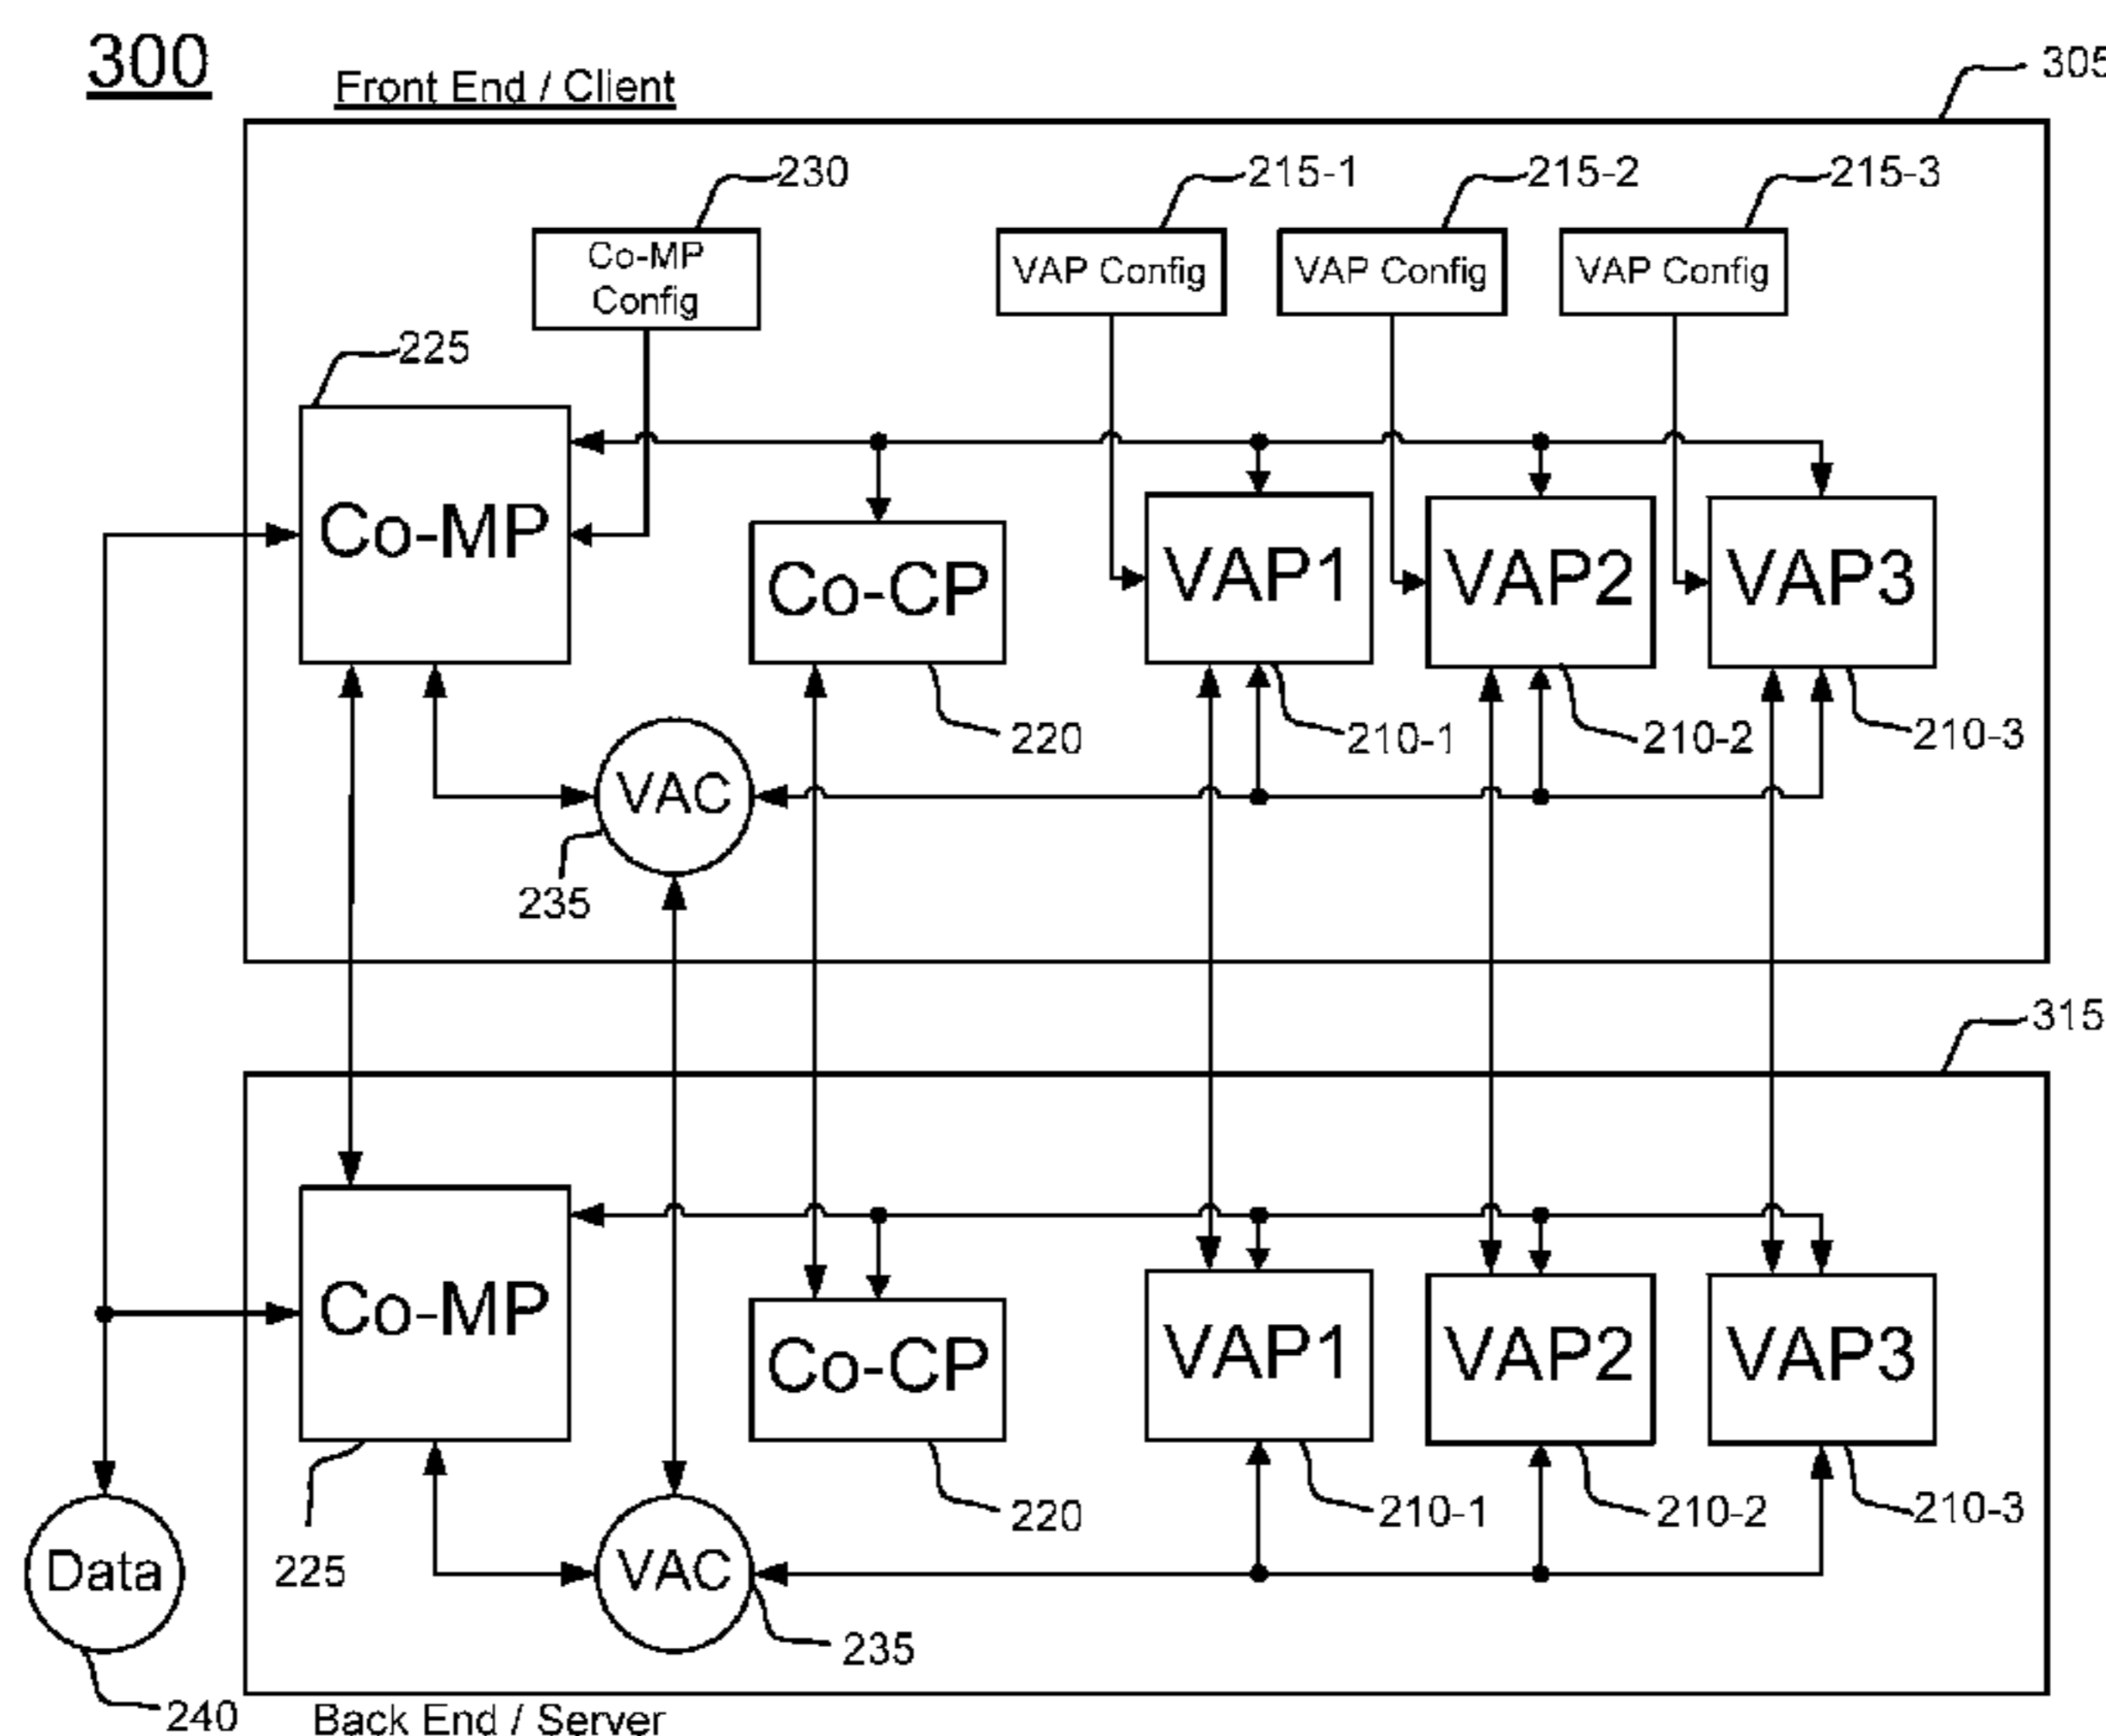 300
Front End / Client
305
230
215-1
215-2
215-3
Co-MP
Config
VAP Config
VAP Config
VAP Config
225
Co-MP
Co-CP
VAP1
VAP2
VAP3
220
210-1
210-2
210-3
VAC
235
315
Co-MP
Co-CP
VAP1
VAP2
VAP3
220
210-1
210-2
210-3
Data
225
VAC
235
240
Back End / Server